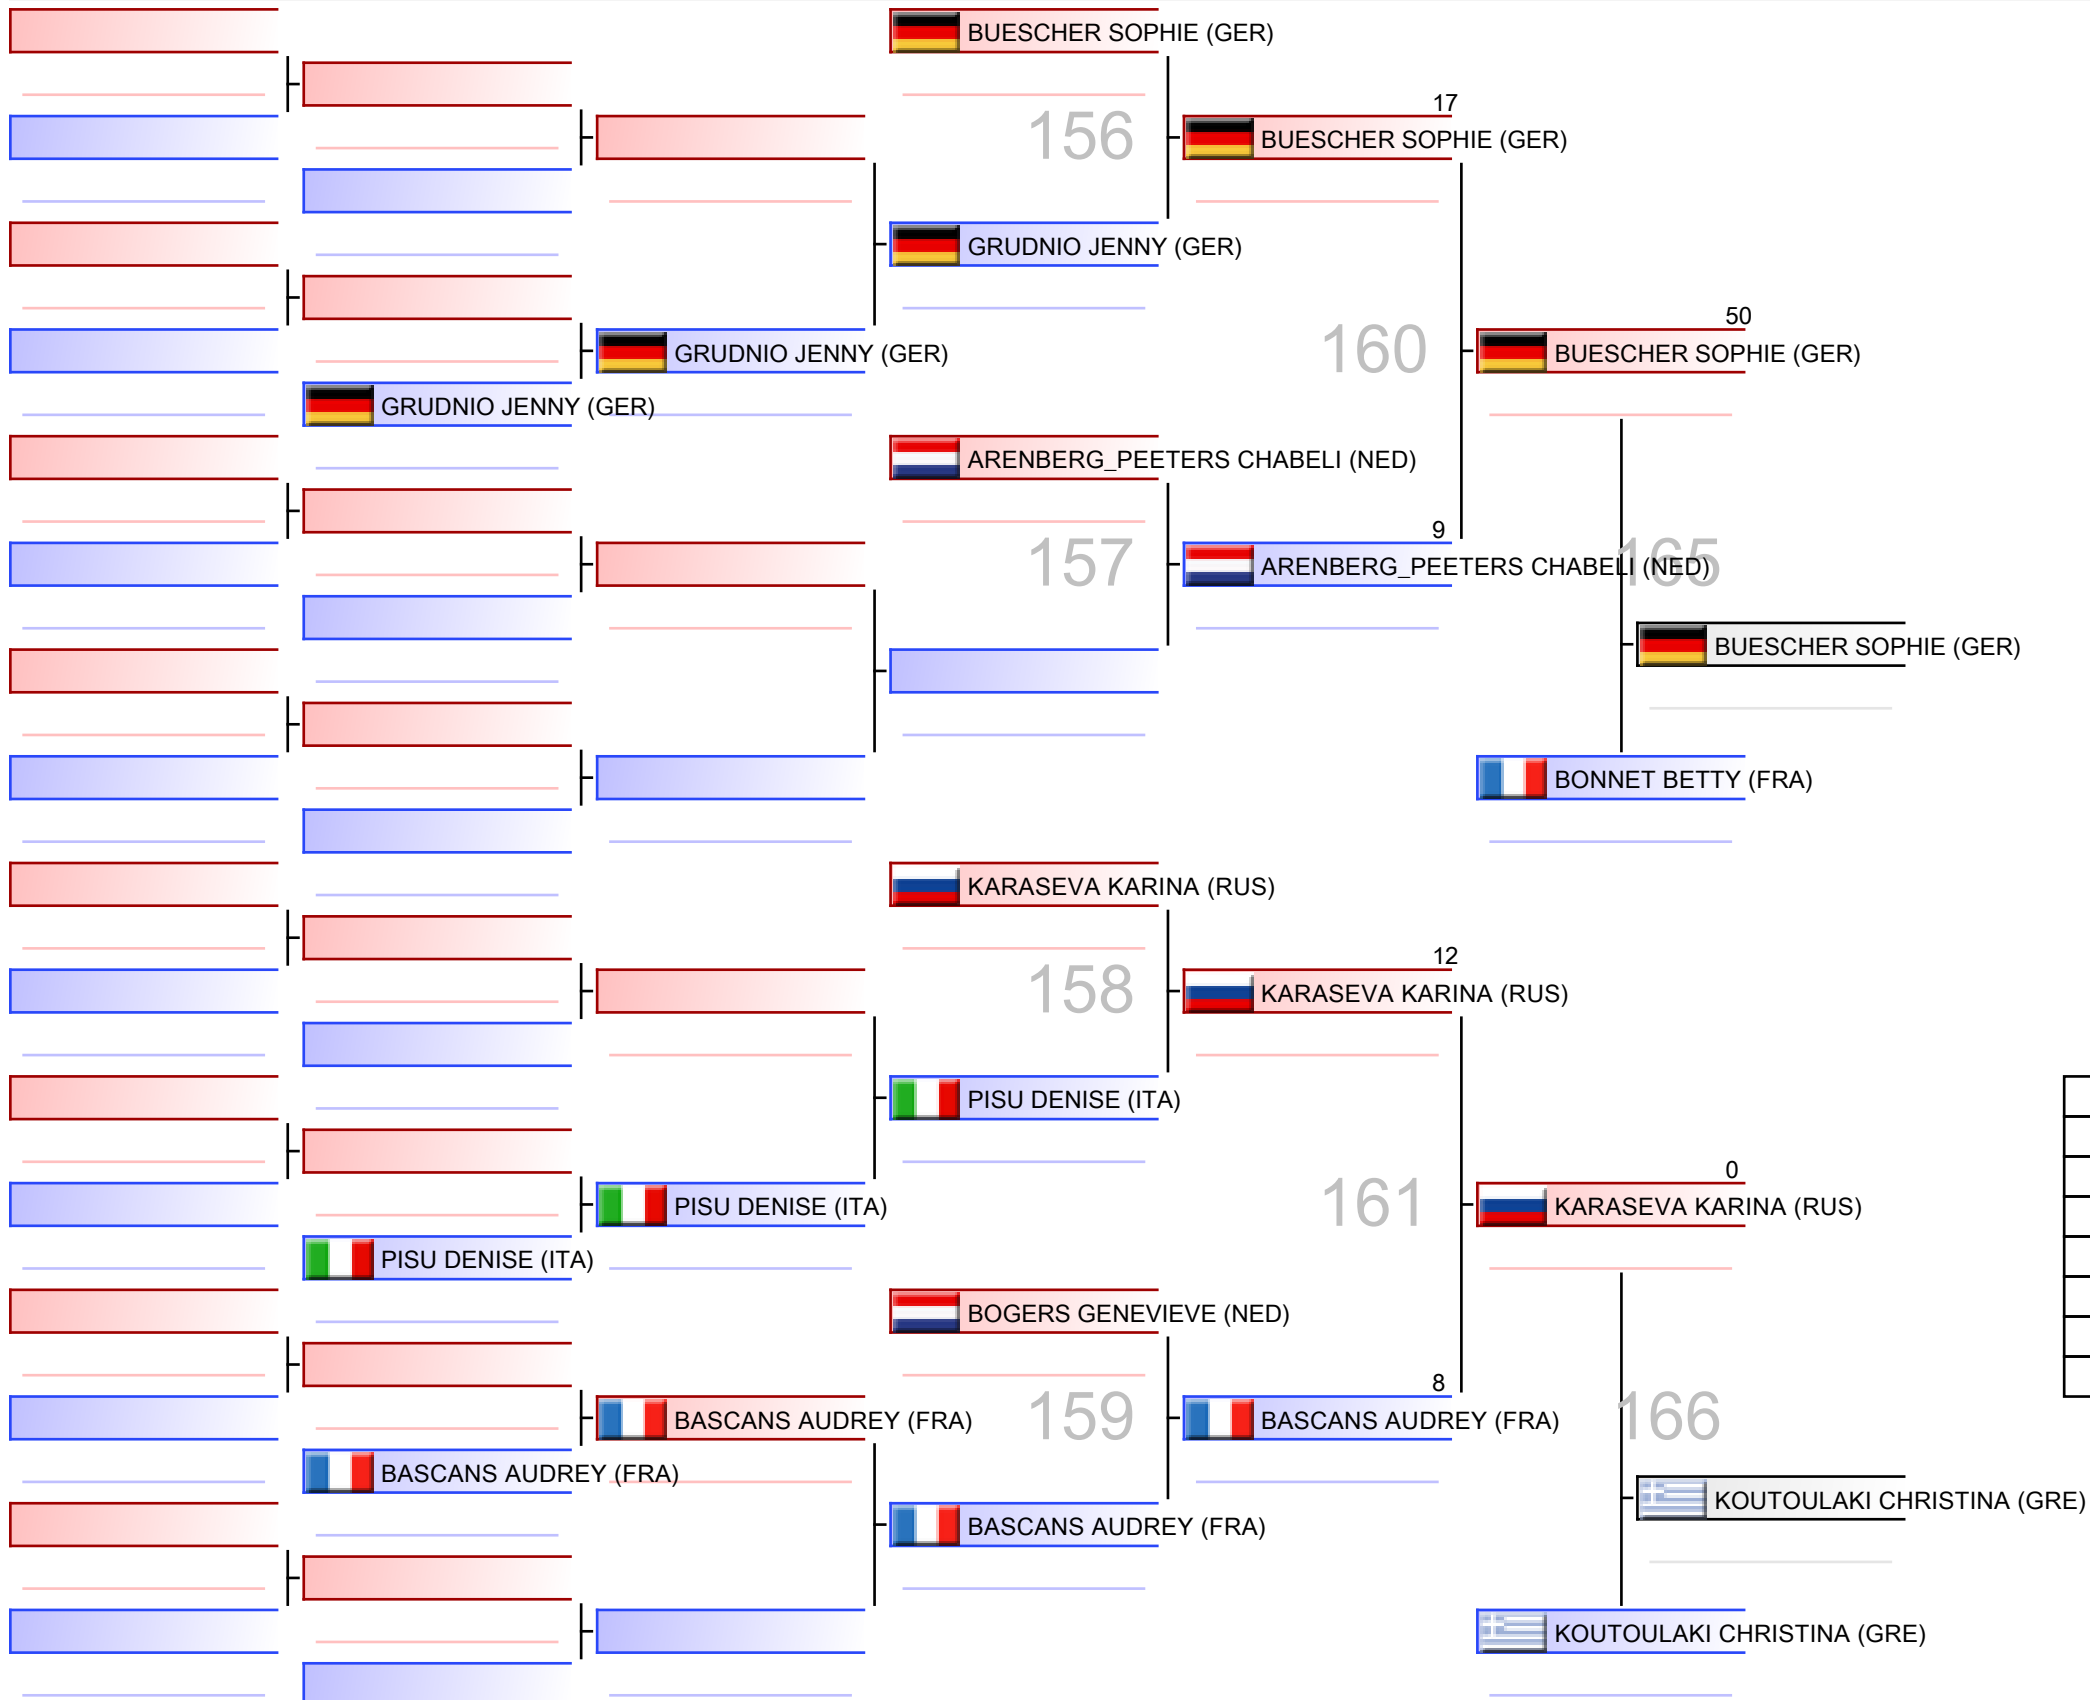 BUESCHER SOPHIE (GER)
156
17
BUESCHER SOPHIE (GER)
GRUDNIO JENNY (GER)
50
GRUDNIO JENNY (GER)
160
BUESCHER SOPHIE (GER)
GRUDNIO JENNY (GER)
ARENBERG_PEETERS CHABELI (NED)
9
157
ARENBERG_PEETERS CHABELI (NED)
165
BUESCHER SOPHIE (GER)
BONNET BETTY (FRA)
KARASEVA KARINA (RUS)
12
158
KARASEVA KARINA (RUS)
PISU DENISE (ITA)
0
PISU DENISE (ITA)
161
KARASEVA KARINA (RUS)
PISU DENISE (ITA)
BOGERS GENEVIEVE (NED)
8
BASCANS AUDREY (FRA)
159
BASCANS AUDREY (FRA)
166
BASCANS AUDREY (FRA)
KOUTOULAKI CHRISTINA (GRE)
BASCANS AUDREY (FRA)
KOUTOULAKI CHRISTINA (GRE)